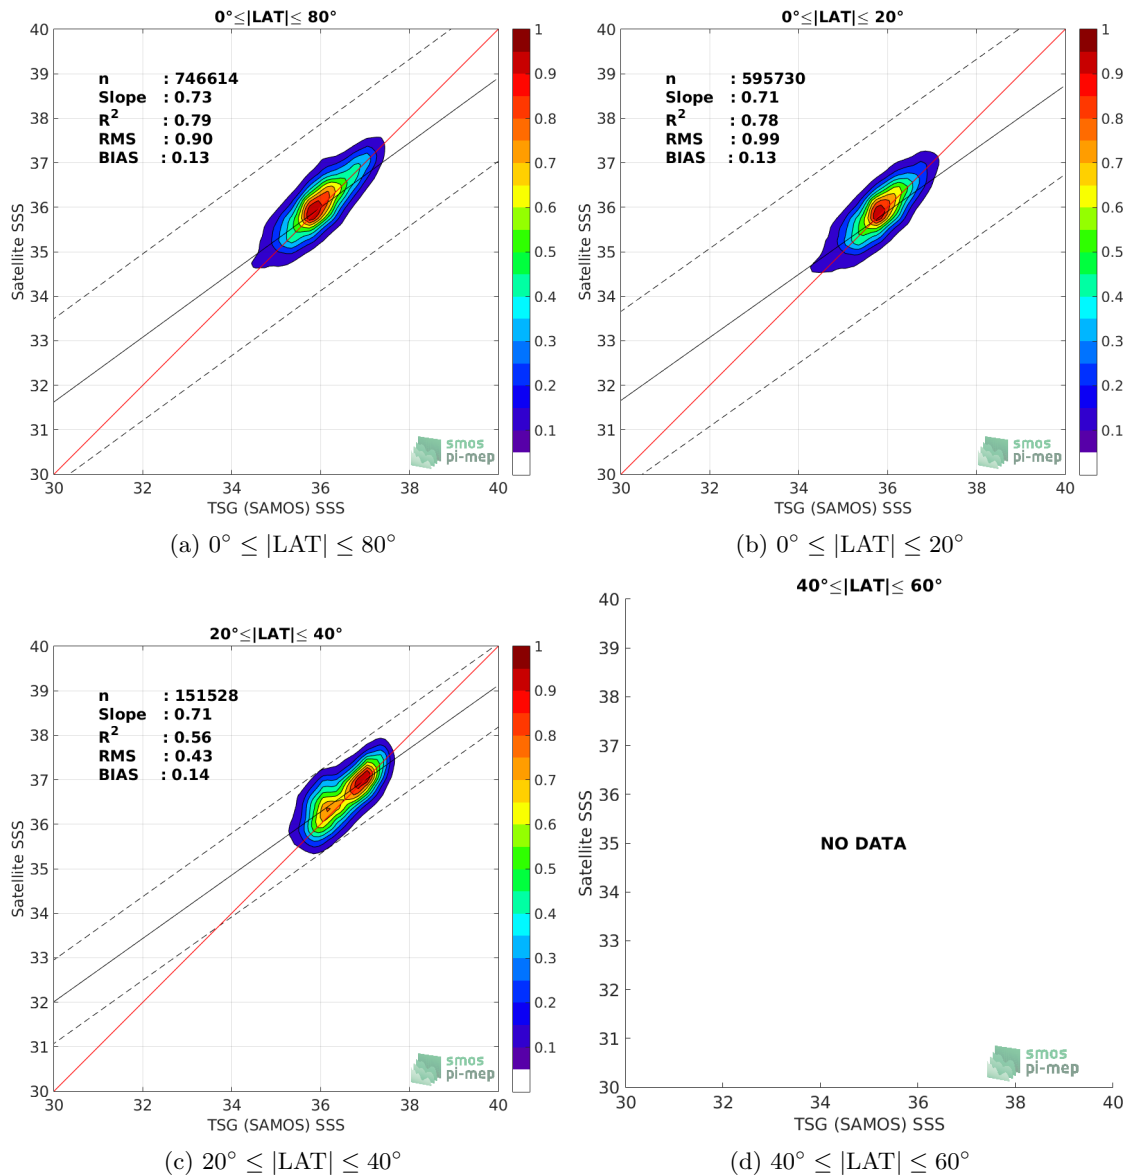 0°≤|LAT|≤ 80°
40
39
38
37
36
35
34
33
32
31
30
Satellite SSS
n : 746614
Slope : 0.73
R² : 0.79
RMS : 0.90
BIAS : 0.13
smos
pi-mep
30 32 34 36 38 40
TSG (SAMOS) SSS
1
0.9
0.8
0.7
0.6
0.5
0.4
0.3
0.2
0.1
(a) 0° ≤ |LAT| ≤ 80°
0°≤|LAT|≤ 20°
40
39
38
37
36
35
34
33
32
31
30
Satellite SSS
n : 595730
Slope : 0.71
R² : 0.78
RMS : 0.99
BIAS : 0.13
smos
pi-mep
30 32 34 36 38 40
TSG (SAMOS) SSS
1
0.9
0.8
0.7
0.6
0.5
0.4
0.3
0.2
0.1
(b) 0° ≤ |LAT| ≤ 20°
20°≤|LAT|≤ 40°
40
39
38
37
36
35
34
33
32
31
30
Satellite SSS
n : 151528
Slope : 0.71
R² : 0.56
RMS : 0.43
BIAS : 0.14
smos
pi-mep
30 32 34 36 38 40
TSG (SAMOS) SSS
1
0.9
0.8
0.7
0.6
0.5
0.4
0.3
0.2
0.1
(c) 20° ≤ |LAT| ≤ 40°
40°≤|LAT|≤ 60°
40
39
38
37
36
35
34
33
32
31
30
Satellite SSS
NO DATA
smos
pi-mep
30 32 34 36 38 40
TSG (SAMOS) SSS
(d) 40° ≤ |LAT| ≤ 60°